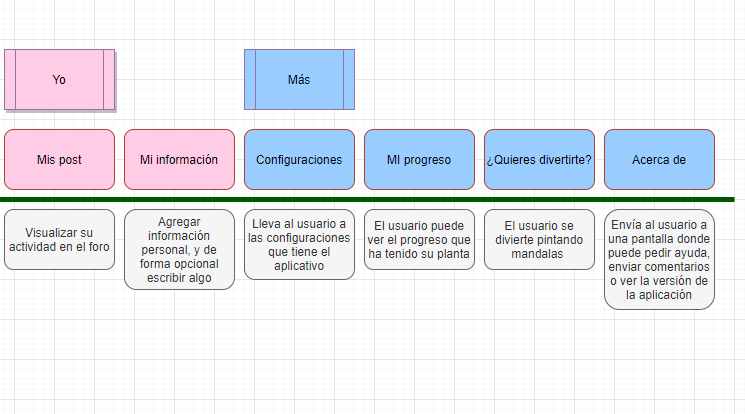 Yo
Más
Mis post
Mi información
Configuraciones
MI progreso
¿Quieres divertirte?
Acerca de
Visualizar su
actividad en el foro
Agregar
información
personal, y de
forma opcional
escribir algo
Lleva al usuario a
las configuraciones
que tiene el
aplicativo
El usuario puede
ver el progreso que
ha tenido su planta
El usuario se
divierte pintando
mandalas
Envía al usuario a
una pantalla donde
puede pedir ayuda,
enviar comentarios
o ver la versión de
la aplicación